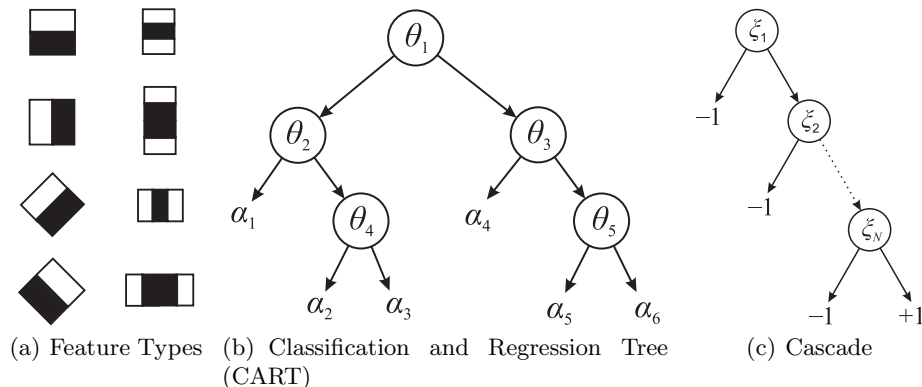 θ₁
θ₂
θ₃
α₁
θ₄
α₄
θ₅
α₂
α₃
α₅
α₆
ξ₁
−1
ξ₂
−1
ξ_N
−1
+1
(a) Feature Types
(b) Classification and Regression Tree
(CART)
(c) Cascade